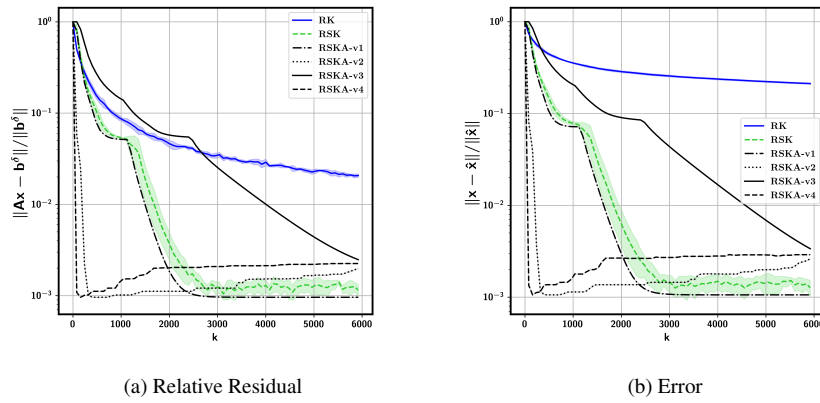 10⁰
10⁻¹
10⁻²
10⁻³
0 1000 2000 3000 4000 5000 6000
k
||Ax − b^δ||/||b^δ||
RK
RSK
RSKA-v1
RSKA-v2
RSKA-v3
RSKA-v4
(a) Relative Residual
10⁰
10⁻¹
10⁻²
10⁻³
0 1000 2000 3000 4000 5000 6000
k
||x − x̂||/||x̂||
RK
RSK
RSKA-v1
RSKA-v2
RSKA-v3
RSKA-v4
(b) Error